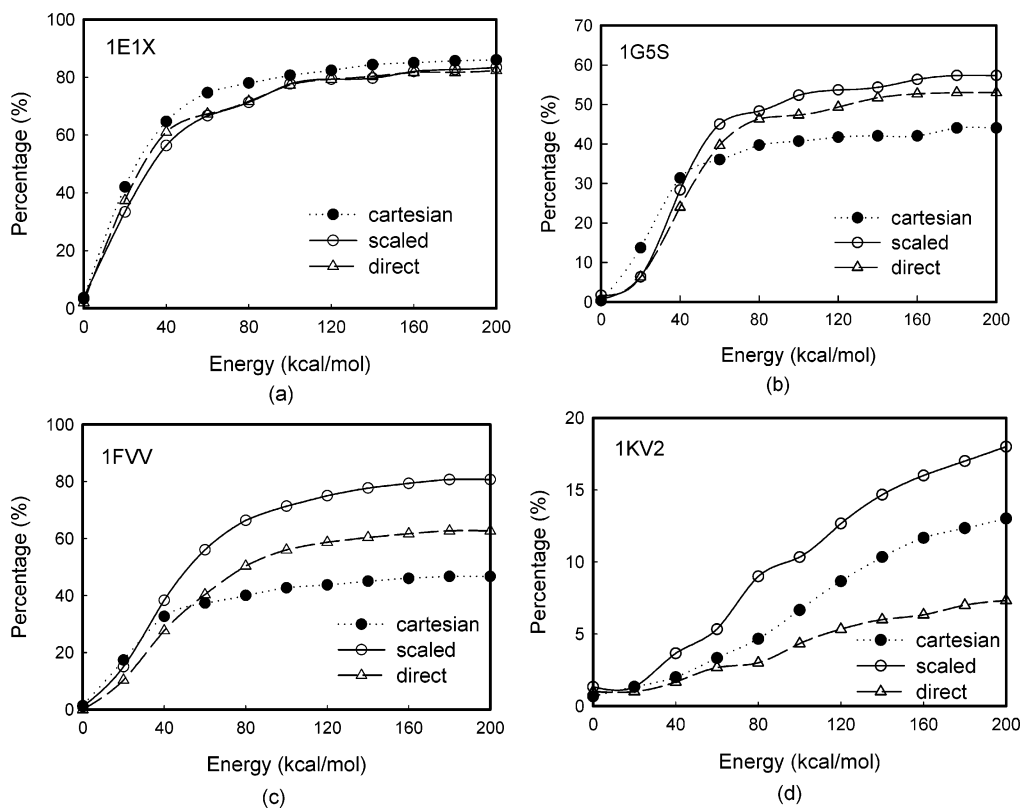 1E1X
Percentage (%)
100
80
60
40
20
0
cartesian
scaled
direct
0 40 80 120 160 200
Energy (kcal/mol)
(a)
1G5S
Percentage (%)
70
60
50
40
30
20
10
0
cartesian
scaled
direct
0 40 80 120 160 200
Energy (kcal/mol)
(b)
1FVV
Percentage (%)
100
80
60
40
20
0
cartesian
scaled
direct
0 40 80 120 160 200
Energy (kcal/mol)
(c)
1KV2
Percentage (%)
20
15
10
5
0
cartesian
scaled
direct
0 40 80 120 160 200
Energy (kcal/mol)
(d)